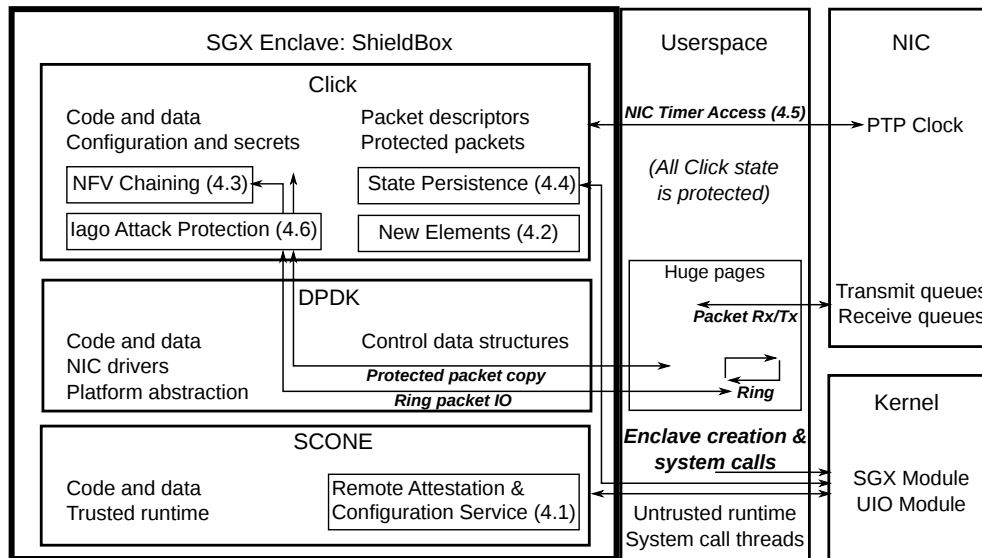 SGX Enclave: ShieldBox
Click
Code and data
Configuration and secrets
Packet descriptors
Protected packets
NFV Chaining (4.3)
State Persistence (4.4)
Iago Attack Protection (4.6)
New Elements (4.2)
DPDK
Code and data
NIC drivers
Platform abstraction
Control data structures
Protected packet copy
Ring packet IO
SCONE
Code and data
Trusted runtime
Remote Attestation &
Configuration Service (4.1)
Userspace
NIC Timer Access (4.5)
(All Click state
is protected)
Huge pages
Packet Rx/Tx
Ring
Enclave creation &
system calls
Untrusted runtime
System call threads
NIC
PTP Clock
Transmit queues
Receive queues
Kernel
SGX Module
UIO Module